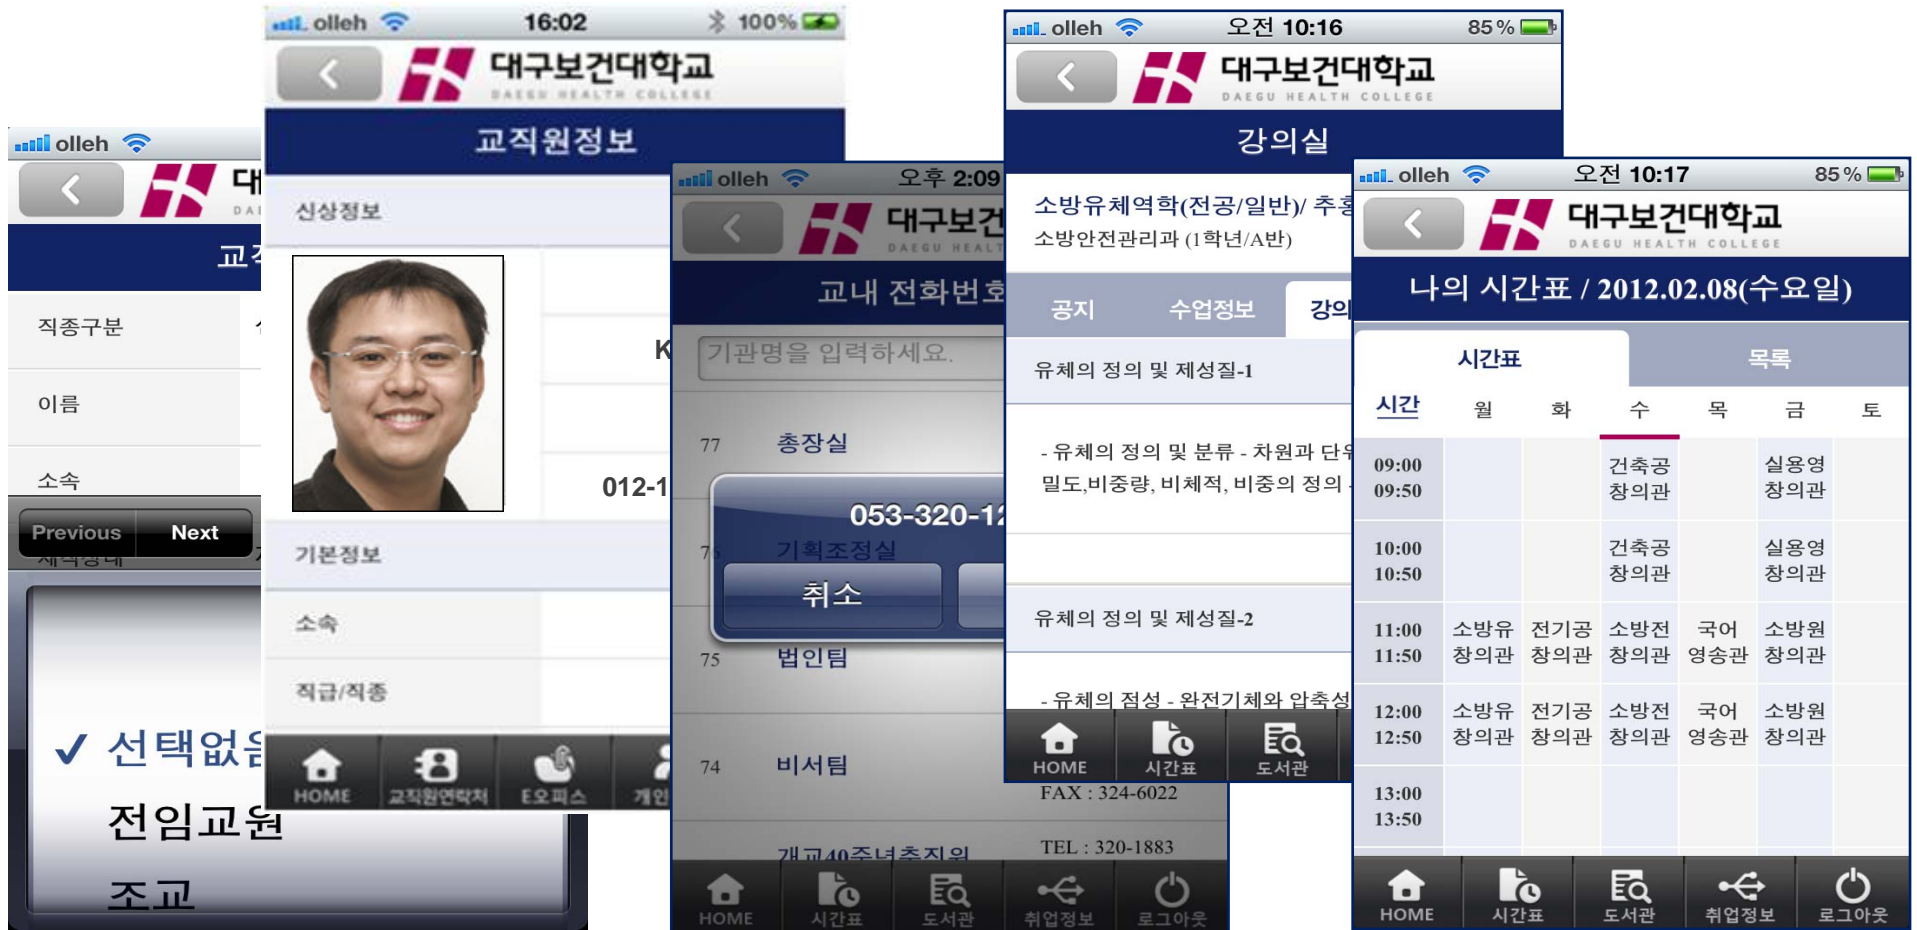 olleh
대
교직
직종구분
이름
소속
Previous Next
선택없음
전임교원
조교
olleh 16:02 100%
대구보건대학교
DAEGU HEALTH COLLEGE
교직원정보
신상정보
K
012-1
기본정보
소속
직급/직종
HOME 교직원연락처 E오피스 개인
olleh 오후 2:09
대구보건
DAEGU HEALT
교내 전화번호
기관명을 입력하세요.
77 총장실
053-320-12
76 기획조정실
취소
75 법인팀
74 비서팀
FAX : 324-6022
개교40주년추진위
TEL : 320-1883
HOME 시간표 도서관 취업정보 로그아웃
olleh 오전 10:16 85%
대구보건대학교
DAEGU HEALTH COLLEGE
강의실
소방유체역학(전공/일반)/ 추홍
소방안전관리과 (1학년/A반)
공지 수업정보 강의
유체의 정의 및 제성질-1
- 유체의 정의 및 분류 - 차원과 단위
밀도,비중량, 비체적, 비중의 정의
유체의 정의 및 제성질-2
- 유체의 점성 - 완전기체와 압축성
HOME 시간표 도서관
olleh 오전 10:17 85%
대구보건대학교
DAEGU HEALTH COLLEGE
나의 시간표 / 2012.02.08(수요일)
시간표 목록
시간 월 화 수 목 금 토
09:00 건축공 실용영
09:50 창의관 창의관
10:00 건축공 실용영
10:50 창의관 창의관
11:00 소방유 전기공 소방전 국어 소방원
11:50 창의관 창의관 창의관 영송관 창의관
12:00 소방유 전기공 소방전 국어 소방원
12:50 창의관 창의관 창의관 영송관 창의관
13:00
13:50
HOME 시간표 도서관 취업정보 로그아웃